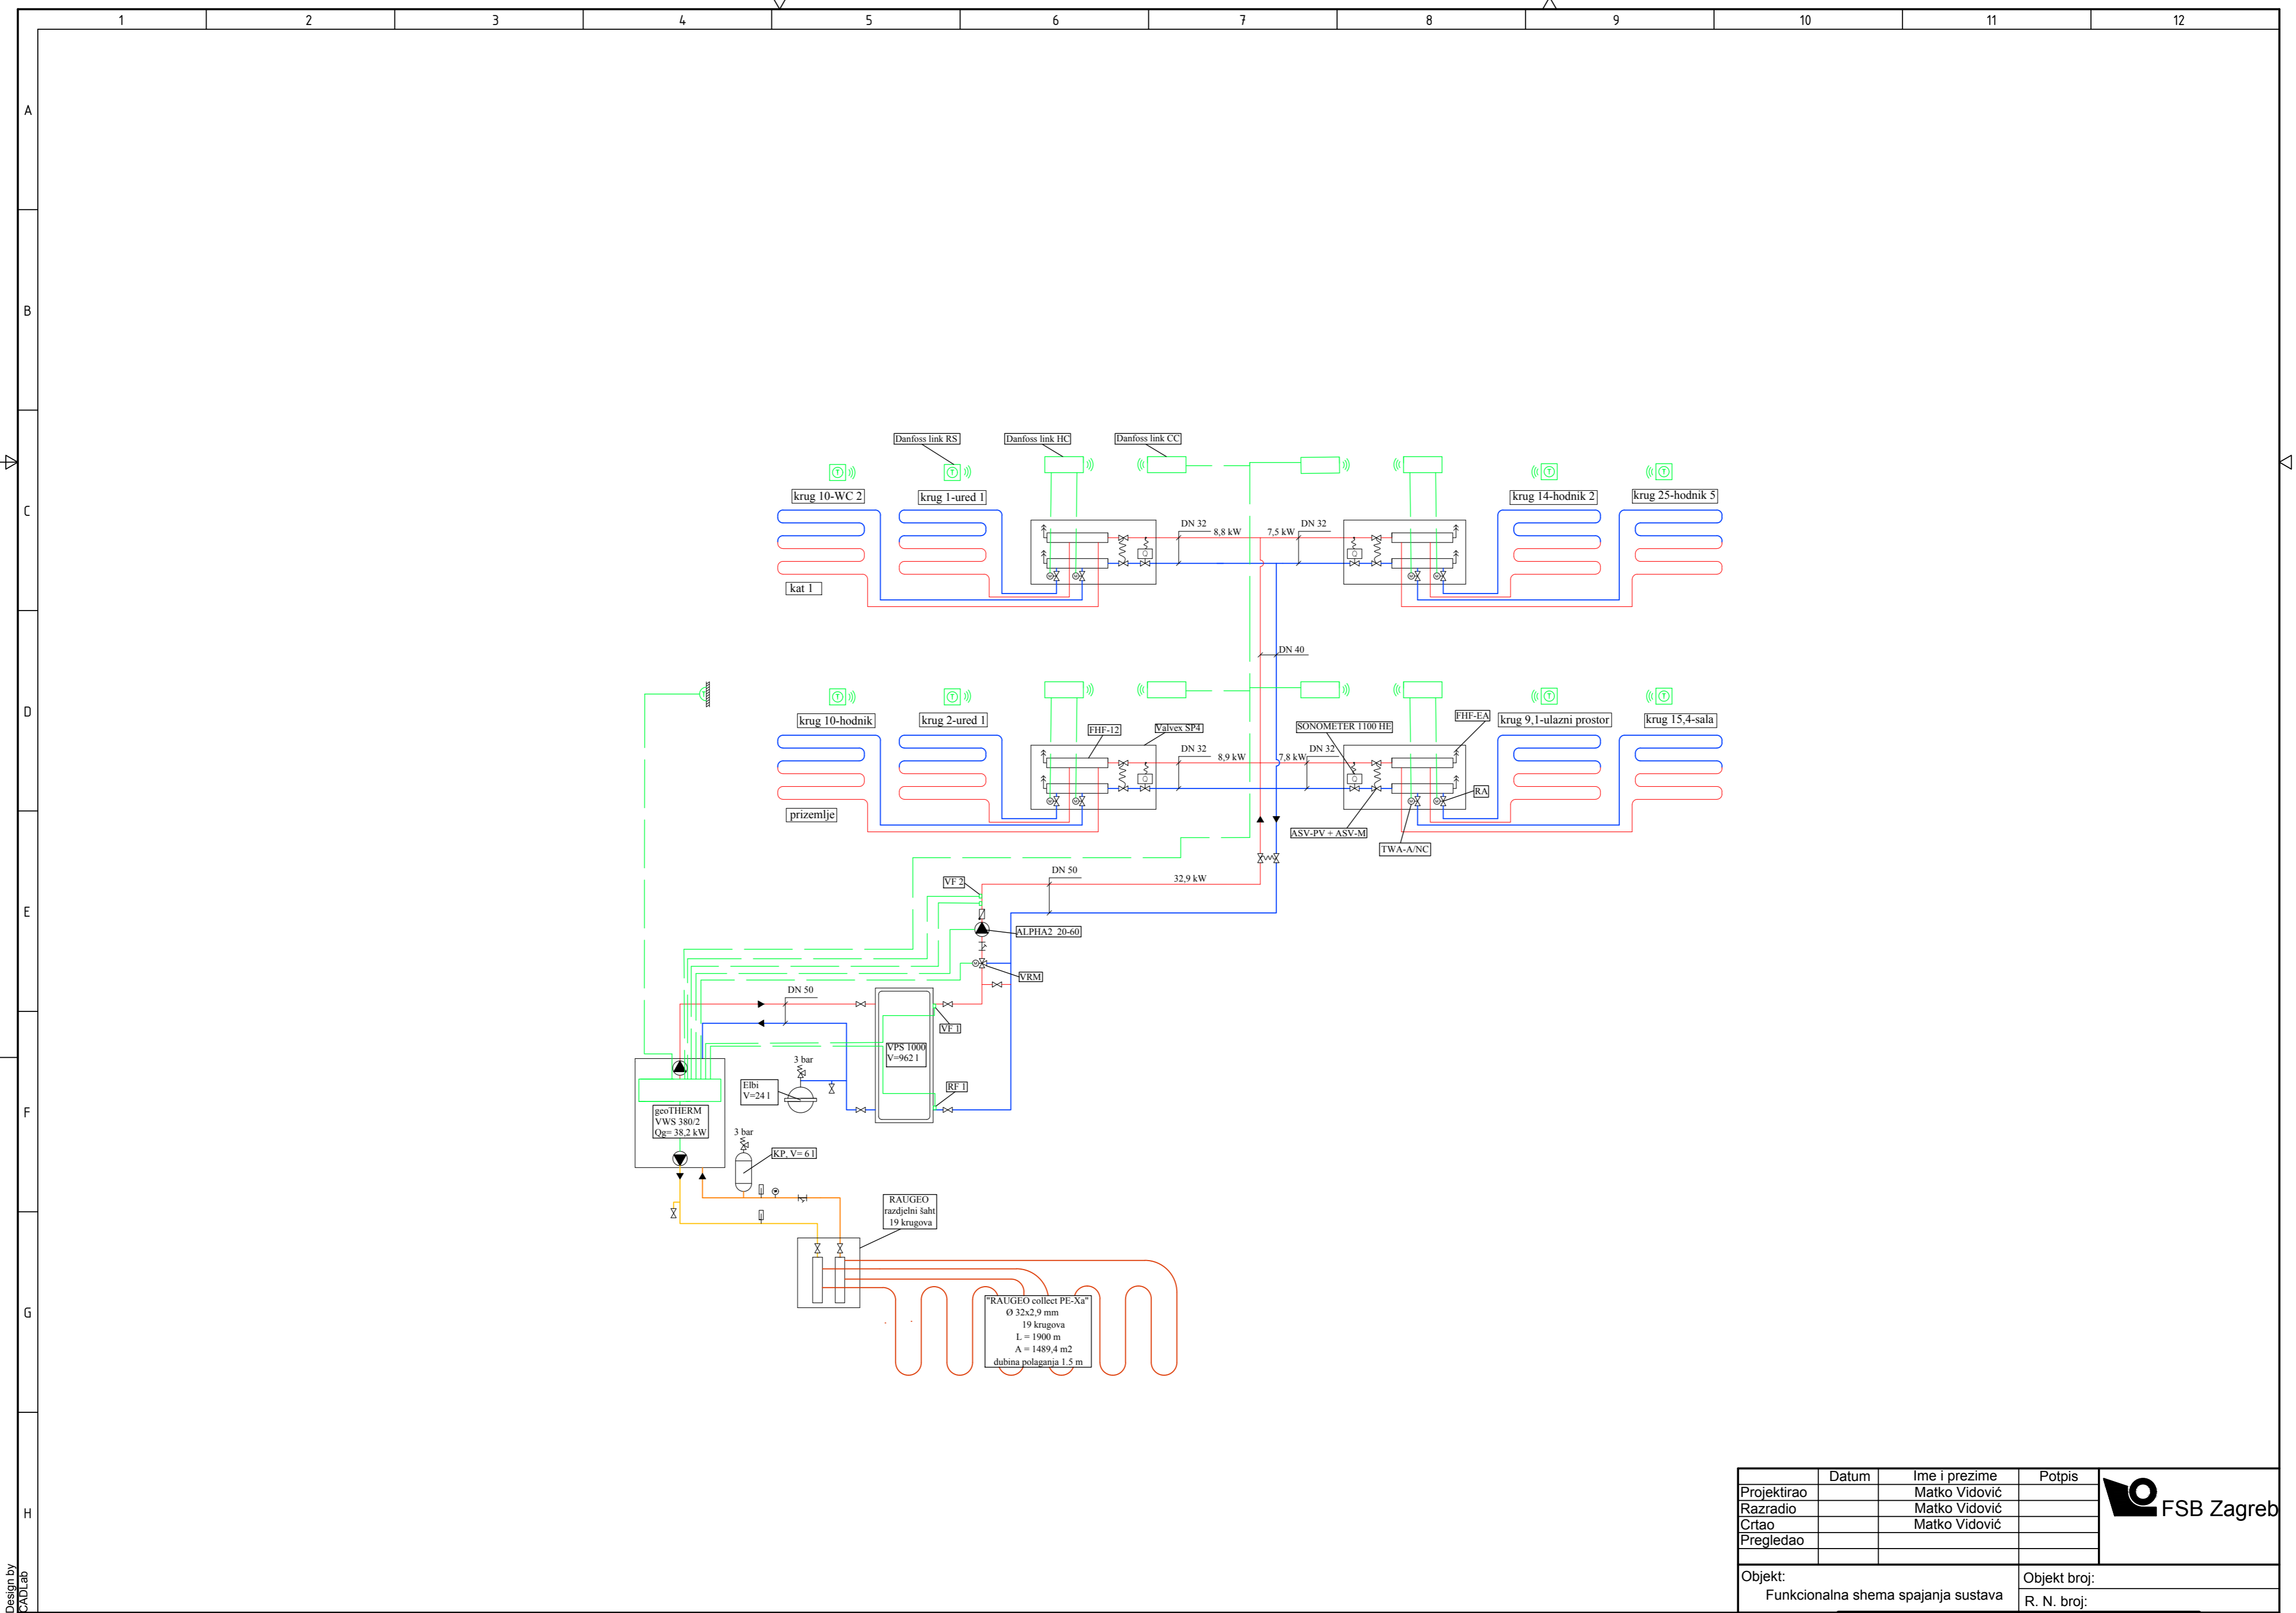 1 2 3 4 5 6 7 8 9 10 11 12
A
B
C
D
E
F
G
H
Danfoss link RS
Danfoss link HC
Danfoss link CC
krug 10-WC 2
krug 1-ured 1
krug 14-hodnik 2
krug 25-hodnik 5
DN 32
8,8 kW
7,5 kW
DN 32
kat 1
DN 40
krug 10-hodnik
krug 2-ured 1
FHF-12
Valvex SP4
SONOMETER 1100 HE
FHF-EA
krug 9,1-ulazni prostor
krug 15,4-sala
DN 32
8,9 kW
7,8 kW
DN 32
RA
prizemlje
ASV-PV + ASV-M
TWA-A/NC
DN 50
32,9 kW
VF 2
ALPHA2 20-60
VRM
DN 50
VF 1
VPS 1000
V=962 l
3 bar
Elbi
V=24 l
RF 1
geoTHERM
VWS 380/2
Qg= 38,2 kW
3 bar
KP, V= 6 l
RAUGEO
razdjelni šaht
19 krugova
"RAUGEO collect PE-Xa"
Ø 32x2,9 mm
19 krugova
L = 1900 m
A = 1489,4 m2
dubina polaganja 1.5 m
Datum Ime i prezime Potpis
Projektirao Matko Vidović
Razradio Matko Vidović
Crtao Matko Vidović
Pregledao
FSB Zagreb
Objekt:
Funkcionalna shema spajanja sustava
Objekt broj:
R. N. broj:
Design by
CADLab